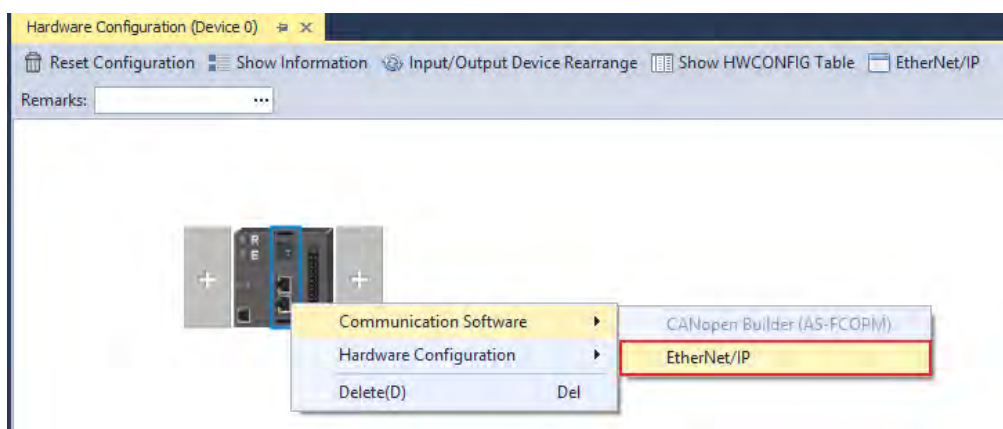 Hardware Configuration (Device 0)
Reset Configuration Show Information Input/Output Device Rearrange Show HWCONFIG Table EtherNet/IP
Remarks: ...
+ R E +
Communication Software
CANopen Builder (AS-FCOPM)
Hardware Configuration
EtherNet/IP
Delete(D) Del